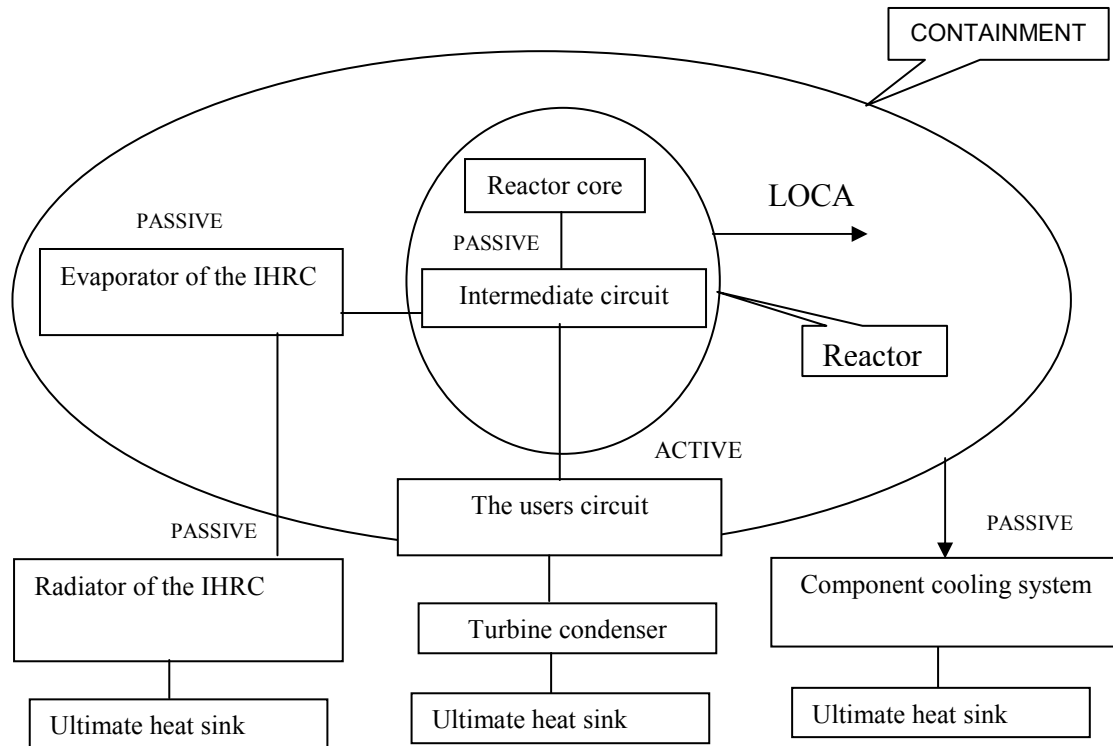 CONTAINMENT
Reactor core
LOCA
PASSIVE
PASSIVE
Evaporator of the IHRC
Intermediate circuit
Reactor
ACTIVE
The users circuit
PASSIVE
PASSIVE
Radiator of the IHRC
Component cooling system
Turbine condenser
Ultimate heat sink
Ultimate heat sink
Ultimate heat sink